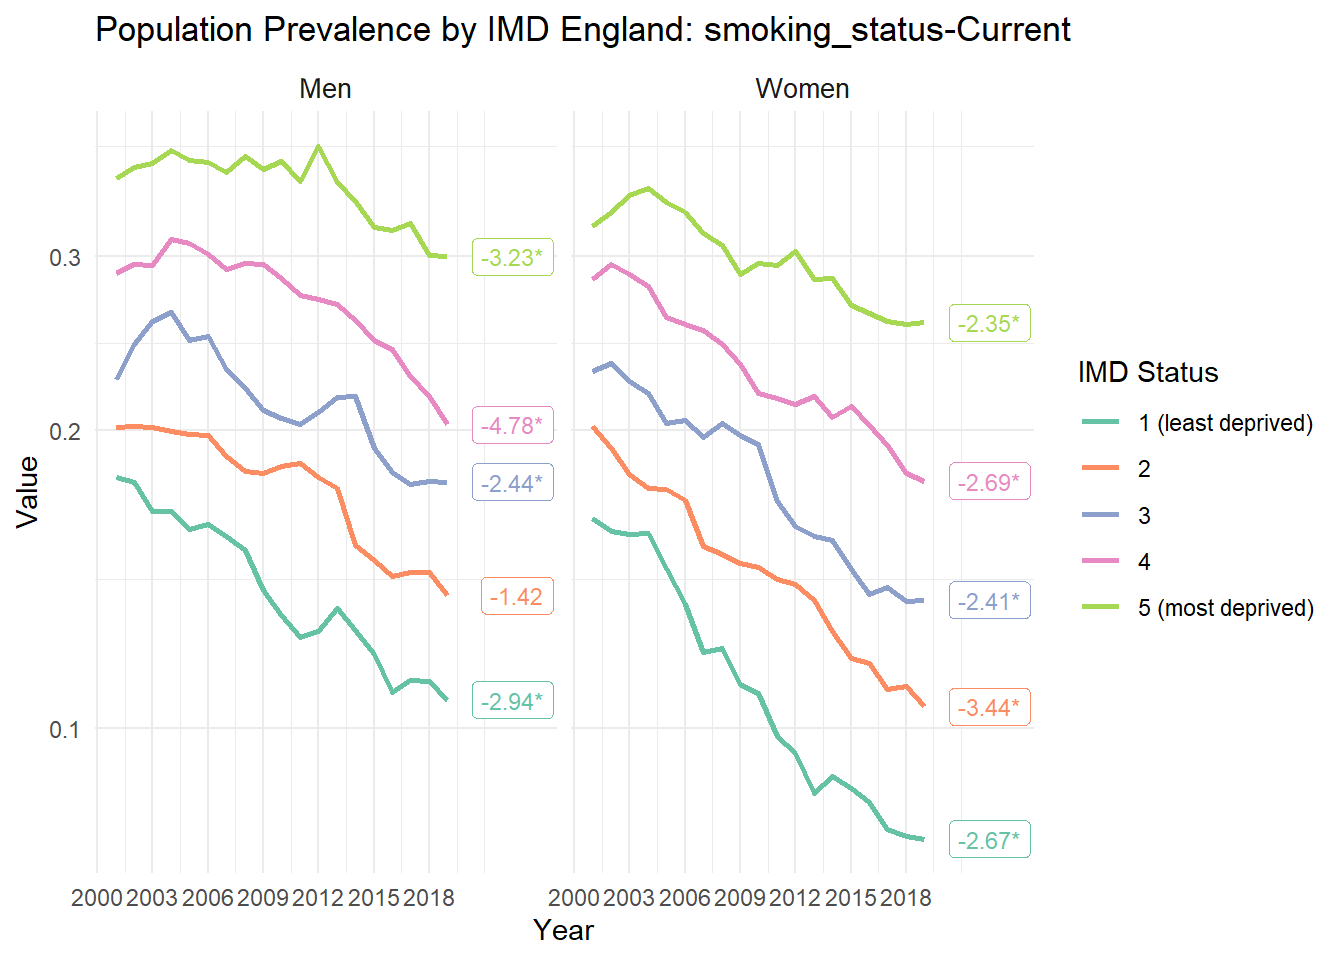 Population Prevalence by IMD England: smoking_status-Current
Men
Women
Value
0.3
0.2
0.1
-3.23*
-4.78*
-2.44*
-1.42
-2.94*
-2.35*
-2.69*
-2.41*
-3.44*
-2.67*
2000 2003 2006 2009 2012 2015 2018
2000 2003 2006 2009 2012 2015 2018
Year
IMD Status
1 (least deprived)
2
3
4
5 (most deprived)